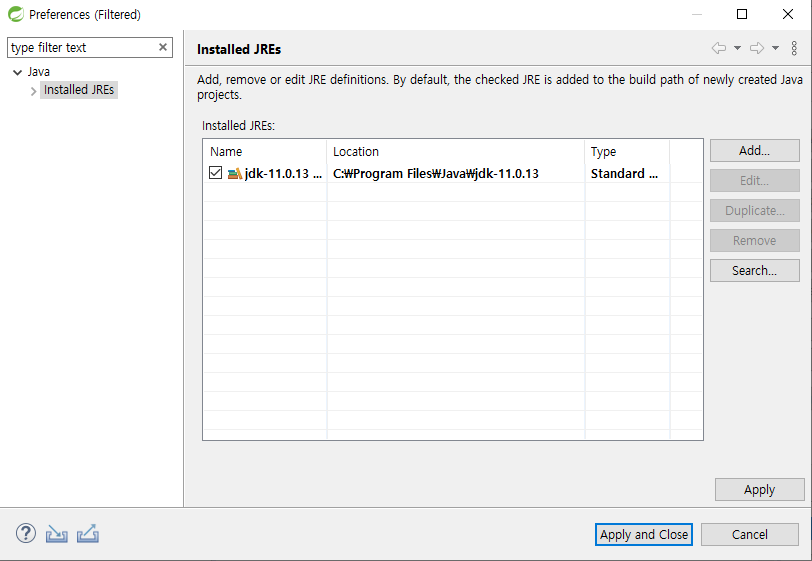 Preferences (Filtered)
type filter text
Java
Installed JREs
Installed JREs
Add, remove or edit JRE definitions. By default, the checked JRE is added to the build path of newly created Java
projects.
Installed JREs:
Name Location Type
jdk-11.0.13 ... C:₩Program Files₩Java₩jdk-11.0.13 Standard ...
Add...
Edit...
Duplicate...
Remove
Search...
Apply
?
Apply and Close Cancel